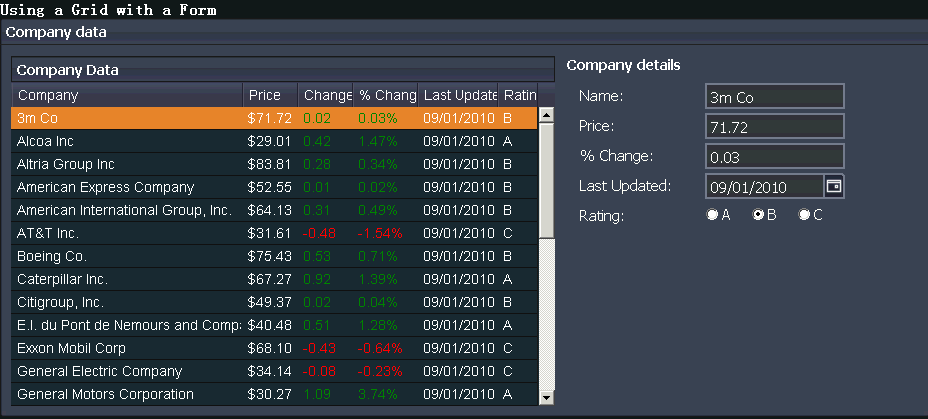 Using a Grid with a Form
Company data
Company Data
Company Price Change % Chang Last Update Ratin
3m Co $71.72 0.02 0.03% 09/01/2010 B
Alcoa Inc $29.01 0.42 1.47% 09/01/2010 A
Altria Group Inc $83.81 0.28 0.34% 09/01/2010 B
American Express Company $52.55 0.01 0.02% 09/01/2010 B
American International Group, Inc. $64.13 0.31 0.49% 09/01/2010 B
AT&T Inc. $31.61 -0.48 -1.54% 09/01/2010 C
Boeing Co. $75.43 0.53 0.71% 09/01/2010 B
Caterpillar Inc. $67.27 0.92 1.39% 09/01/2010 A
Citigroup, Inc. $49.37 0.02 0.04% 09/01/2010 B
E.I. du Pont de Nemours and Comp $40.48 0.51 1.28% 09/01/2010 A
Exxon Mobil Corp $68.10 -0.43 -0.64% 09/01/2010 C
General Electric Company $34.14 -0.08 -0.23% 09/01/2010 C
General Motors Corporation $30.27 1.09 3.74% 09/01/2010 A
Company details
Name: 3m Co
Price: 71.72
% Change: 0.03
Last Updated: 09/01/2010
Rating: A B C